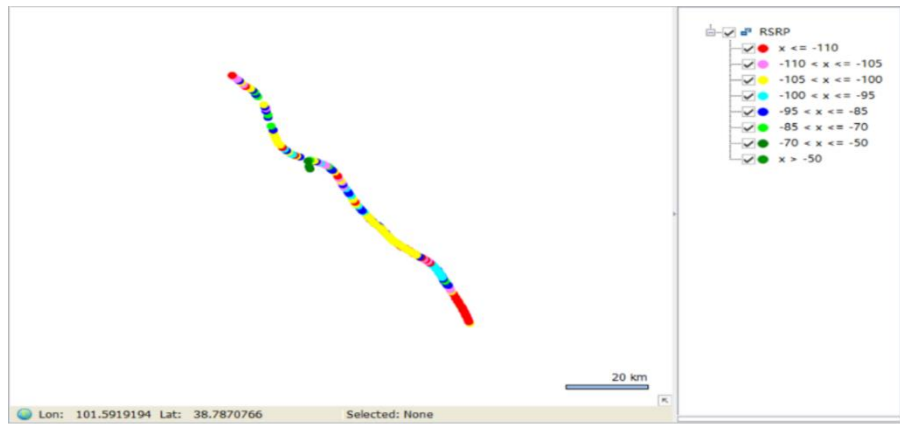 RSRP
x <= -110
-110 < x <= -105
-105 < x <= -100
-100 < x <= -95
-95 < x <= -85
-85 < x <= -70
-70 < x <= -50
x > -50
20 km
Lon: 101.5919194 Lat: 38.7870766 Selected: None